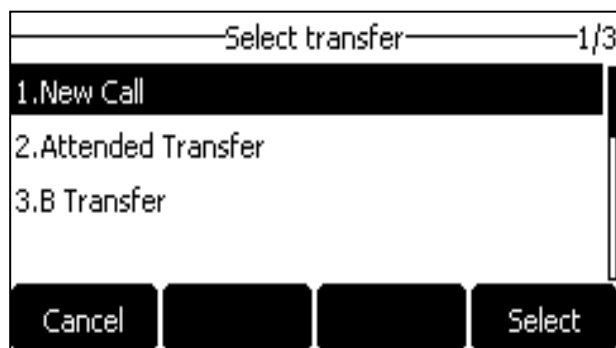 Select transfer 1/3
1.New Call
2.Attended Transfer
3.B Transfer
Cancel Select